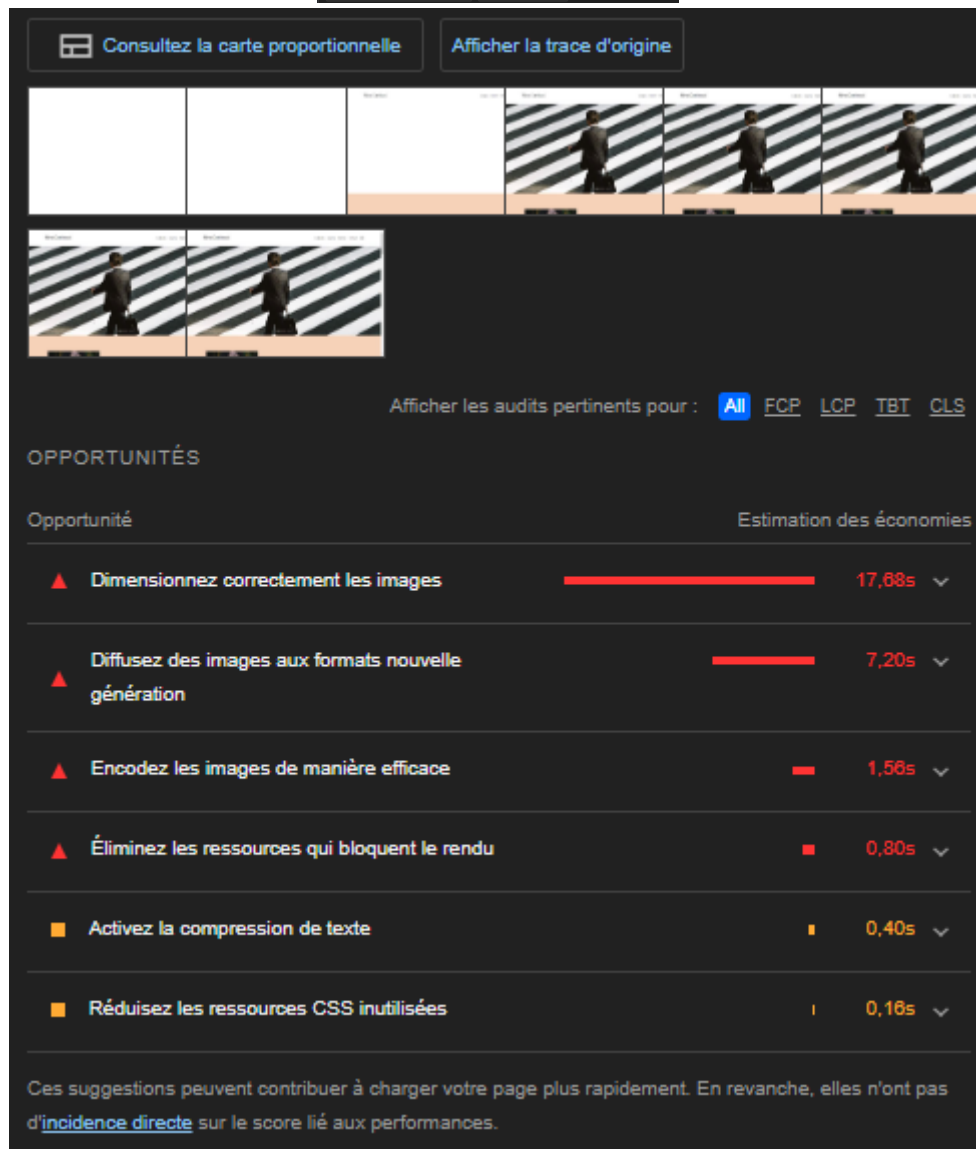 Consultez la carte proportionnelle
Afficher la trace d'origine
Afficher les audits pertinents pour : All FCP LCP TBT CLS
OPPORTUNITÉS
Opportunité Estimation des économies
Dimensionnez correctement les images 17,68s
Diffusez des images aux formats nouvelle 7,20s
génération
Encodez les images de manière efficace 1,56s
Éliminez les ressources qui bloquent le rendu 0,80s
Activez la compression de texte 0,40s
Réduisez les ressources CSS inutilisées 0,16s
Ces suggestions peuvent contribuer à charger votre page plus rapidement. En revanche, elles n'ont pas
d'incidence directe sur le score lié aux performances.